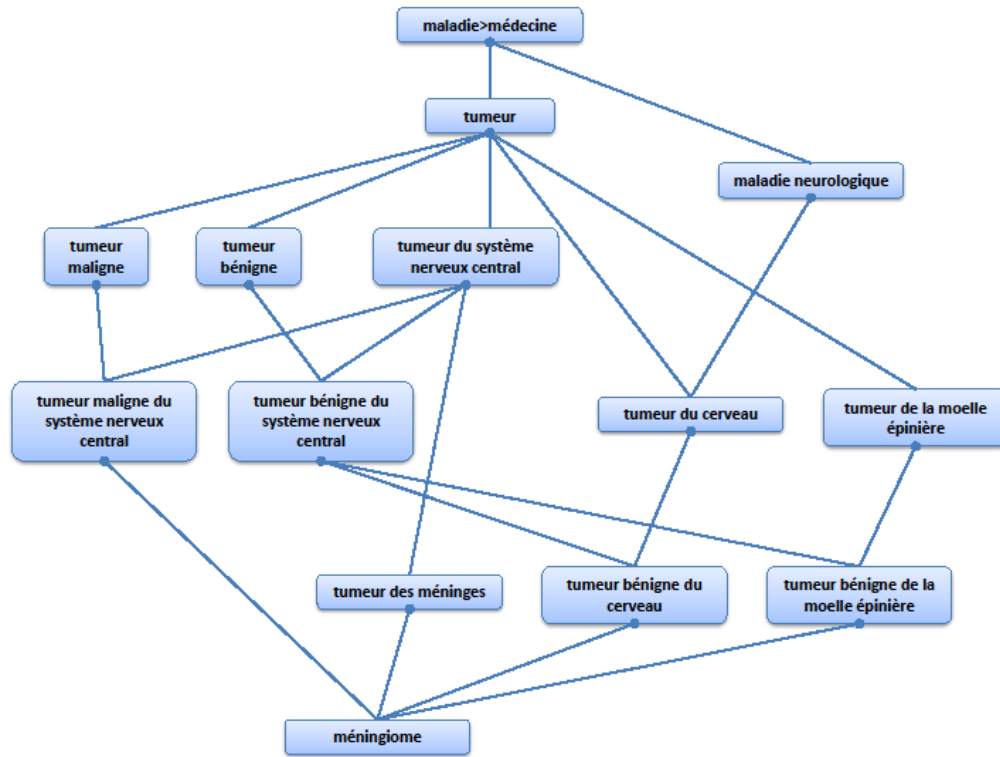 maladie>médecine
tumeur
maladie neurologique
tumeur
maligne
tumeur
bénigne
tumeur du système
nerveux central
tumeur maligne du
système nerveux
central
tumeur bénigne du
système nerveux
central
tumeur du cerveau
tumeur de la moelle
épinière
tumeur des méninges
tumeur bénigne du
cerveau
tumeur bénigne de la
moelle épinière
méningiome